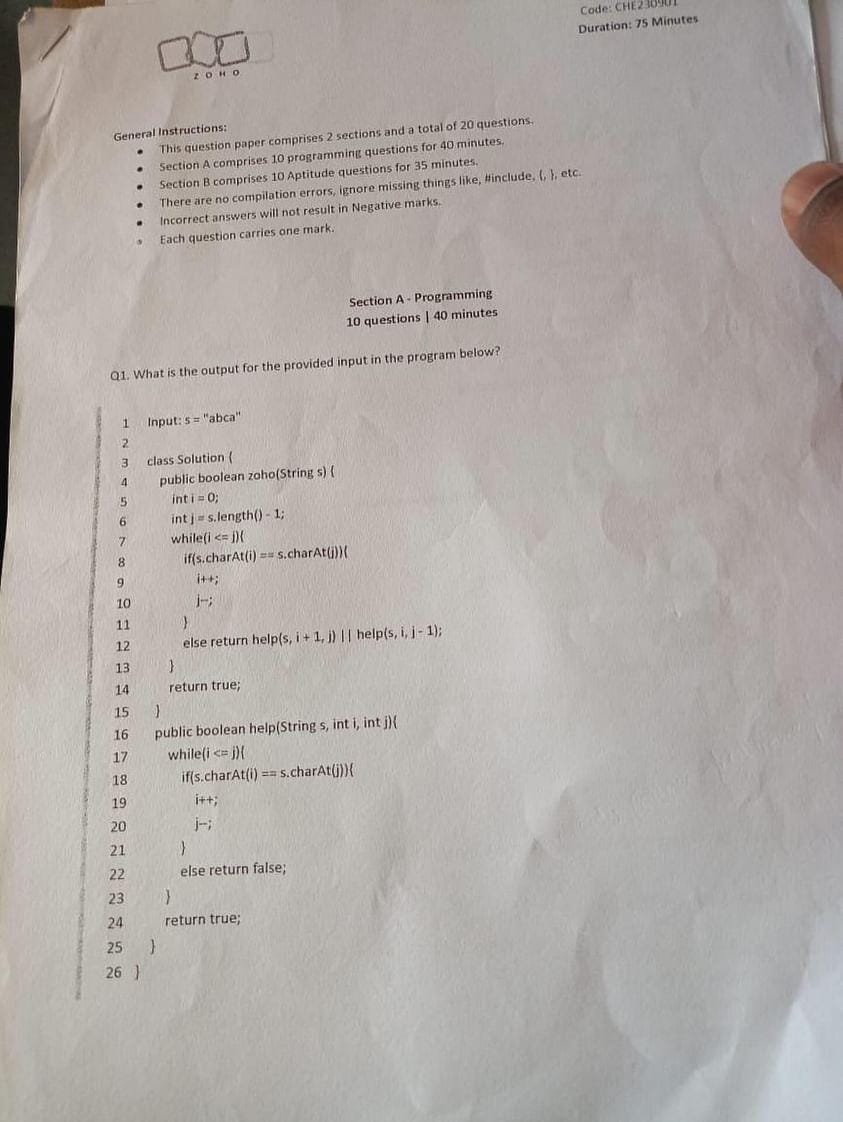 Code: CHE230901
Duration: 75 Minutes
ZOHO
General Instructions:
• This question paper comprises 2 sections and a total of 20 questions.
• Section A comprises 10 programming questions for 40 minutes.
• Section B comprises 10 Aptitude questions for 35 minutes.
• There are no compilation errors, ignore missing things like, #include, {, }, etc.
• Incorrect answers will not result in Negative marks.
• Each question carries one mark.
Section A - Programming
10 questions | 40 minutes
Q1. What is the output for the provided input in the program below?
1 Input: s = "abca"
2
3 class Solution {
4 public boolean zoho(String s) {
5 int i = 0;
6 int j = s.length() - 1;
7 while(i <= j){
8 if(s.charAt(i) == s.charAt(j)){
9 i++;
10 j--;
11 }
12 else return help(s, i + 1, j) || help(s, i, j - 1);
13 }
14 return true;
15 }
16 public boolean help(String s, int i, int j){
17 while(i <= j){
18 if(s.charAt(i) == s.charAt(j)){
19 i++;
20 j--;
21 }
22 else return false;
23 }
24 return true;
25 }
26 }